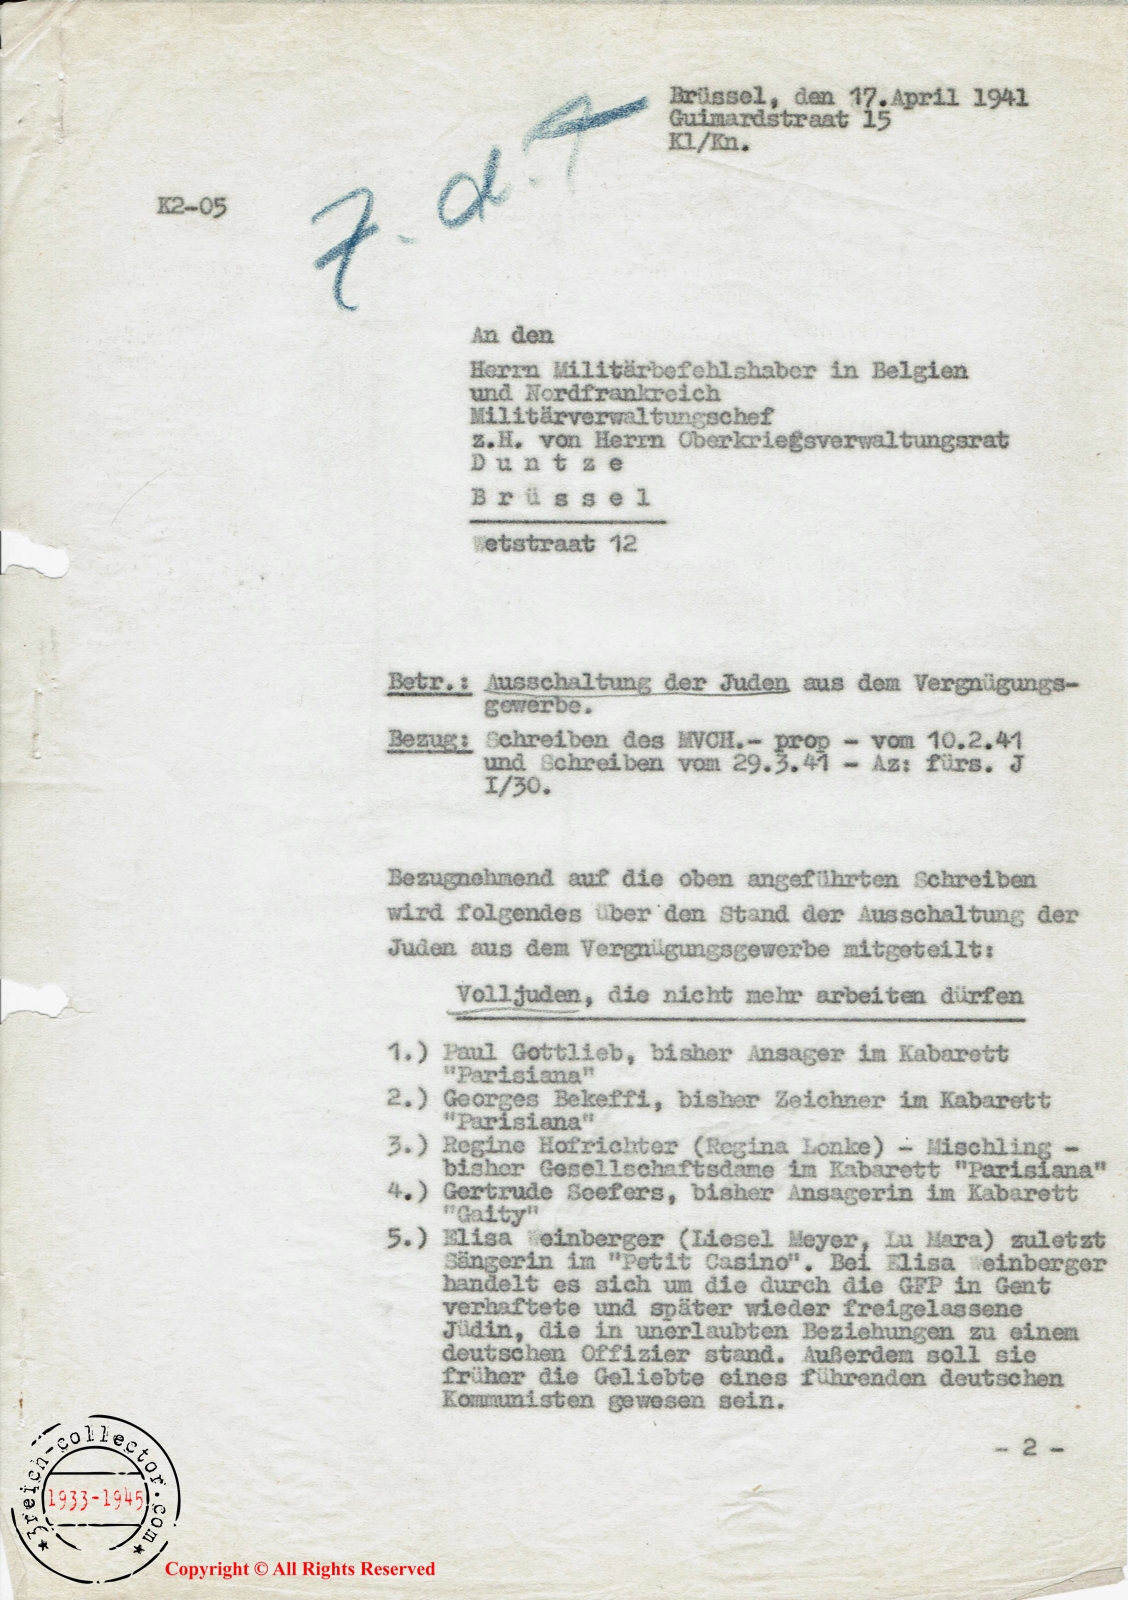 Brüssel, den 17.April 1941
Guimardstraat 15
Kl/Kn.
K2-05
An den
Herrn Militärbefehlshaber in Belgien
und Nordfrankreich
Militärverwaltungschef
z.H. von Herrn Oberkriegsverwaltungsrat
D u n t z e
B r ü s s e l
Wetstraat 12
Betr.: Ausschaltung der Juden aus dem Vergnügungs-
gewerbe.
Bezug: Schreiben des MVCH.- prop - vom 10.2.41
und Schreiben vom 29.3.41 - Az: fürs. J
I/30.
Bezugnehmend auf die oben angeführten Schreiben
wird folgendes über den Stand der Ausschaltung der
Juden aus dem Vergnügungsgewerbe mitgeteilt:
Volljuden, die nicht mehr arbeiten dürfen
1.) Paul Gottlieb, bisher Ansager im Kabarett
"Parisiana"
2.) Georges Bekeffi, bisher Zeichner im Kabarett
"Parisiana"
3.) Regine Hofrichter (Regina Lonke) - Mischling -
bisher Gesellschaftsdame im Kabarett "Parisiana"
4.) Gertrude Seefers, bisher Ansagerin im Kabarett
"Gaity"
5.) Elisa Weinberger (Liesel Meyer, Lu Mara) zuletzt
Sängerin im "Petit Casino". Bei Elisa Weinberger
handelt es sich um die durch die GFP in Gent
verhaftete und später wieder freigelassene
Jüdin, die in unerlaubten Beziehungen zu einem
deutschen Offizier stand. Außerdem soll sie
früher die Geliebte eines führenden deutschen
Kommunisten gewesen sein.
- 2 -
3reich-collector.com
1933-1945
Copyright © All Rights Reserved